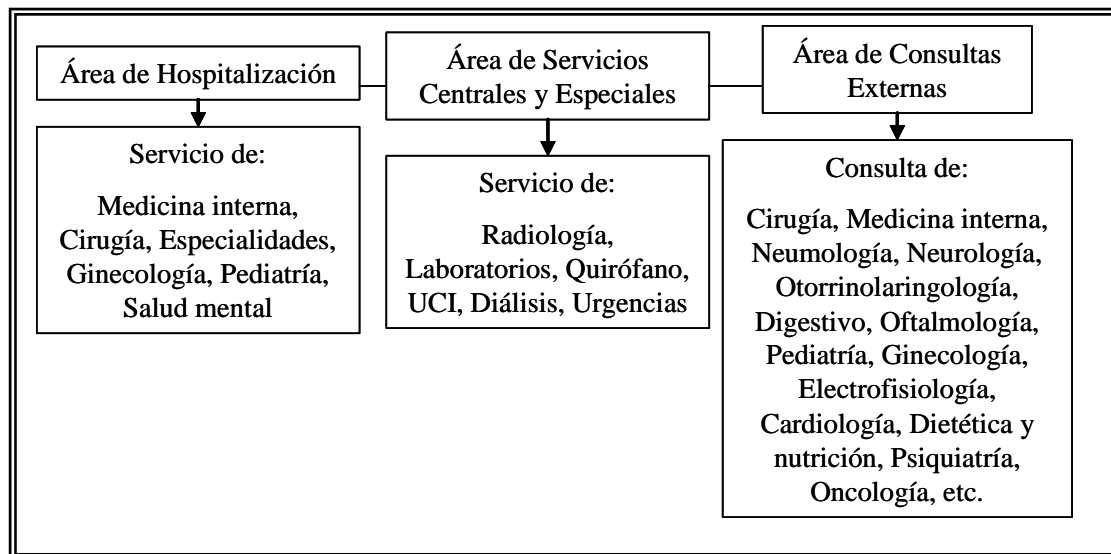 Área de Hospitalización
Servicio de:
Medicina interna,
Cirugía, Especialidades,
Ginecología, Pediatría,
Salud mental
Área de Servicios
Centrales y Especiales
Servicio de:
Radiología,
Laboratorios, Quirófano,
UCI, Diálisis, Urgencias
Área de Consultas
Externas
Consulta de:
Cirugía, Medicina interna,
Neumología, Neurología,
Otorrinolaringología,
Digestivo, Oftalmología,
Pediatría, Ginecología,
Electrofisiología,
Cardiología, Dietética y
nutrición, Psiquiatría,
Oncología, etc.